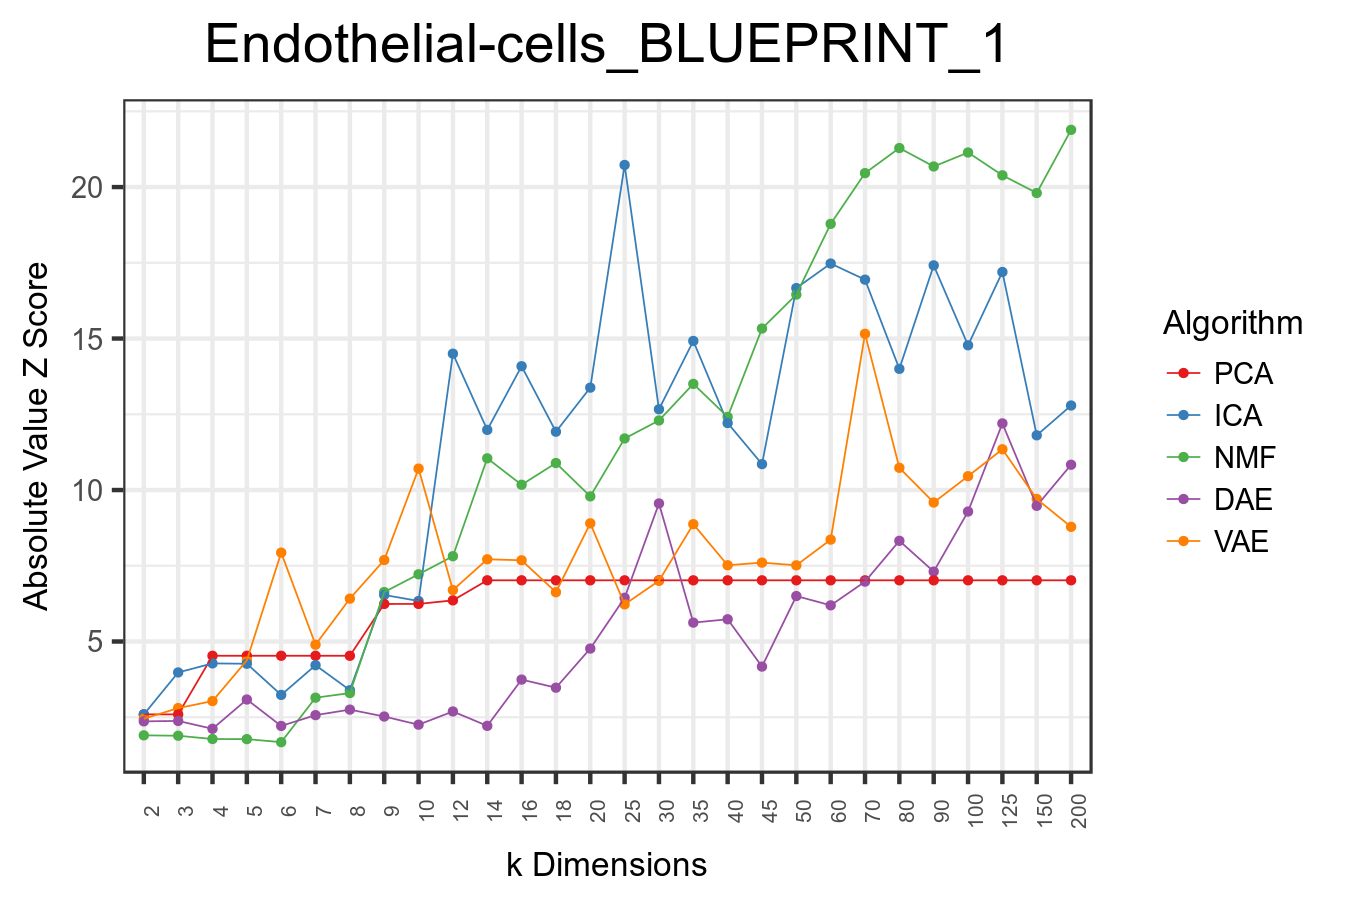 Endothelial-cells_BLUEPRINT_1
Absolute Value Z Score
20
15
10
5
2 3 4 5 6 7 8 9 10 12 14 16 18 20 25 30 35 40 45 50 60 70 80 90 100 125 150 200
k Dimensions
Algorithm
PCA
ICA
NMF
DAE
VAE